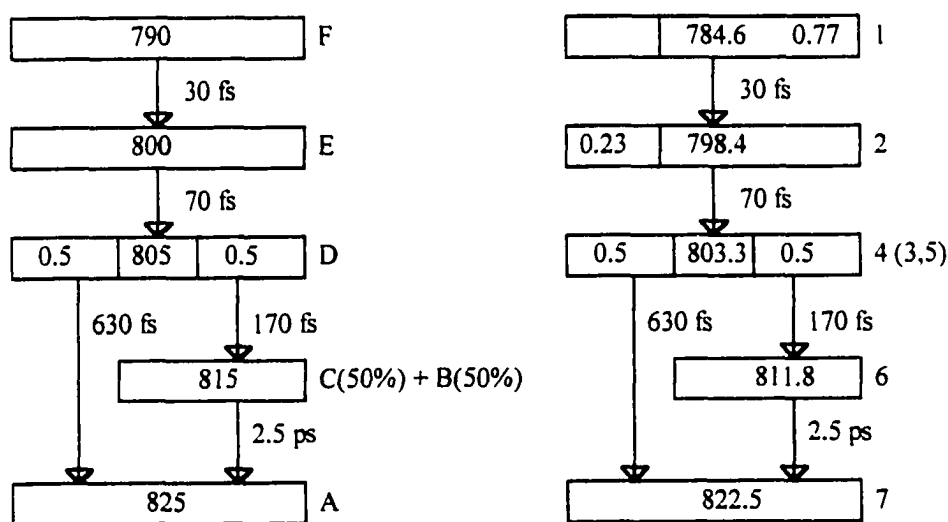 790 F
30 fs
800 E
70 fs
0.5 805 0.5 D
630 fs 170 fs
815 C(50%) + B(50%)
2.5 ps
825 A
784.6 0.77 1
30 fs
0.23 798.4 2
70 fs
0.5 803.3 0.5 4 (3,5)
630 fs 170 fs
811.8 6
2.5 ps
822.5 7